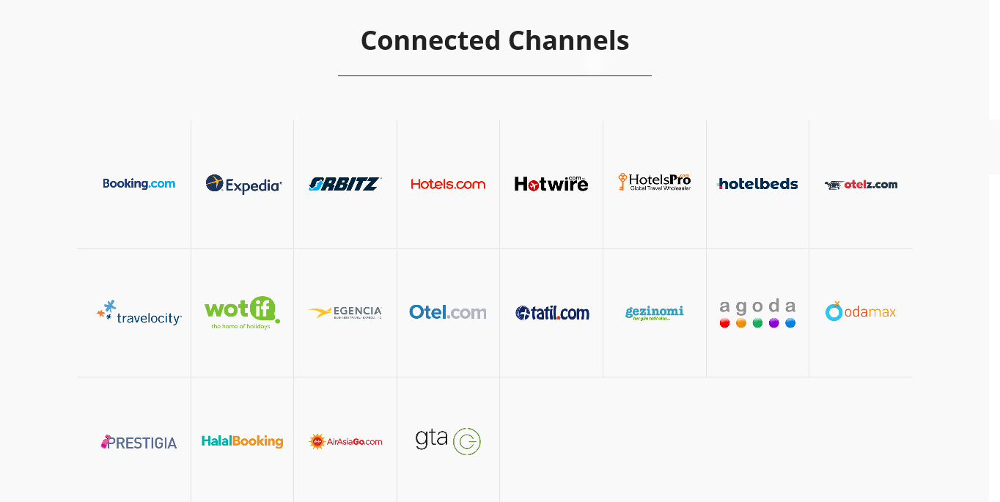 Connected Channels
Booking.com
Expedia
ORBITZ
Hotels.com
Hotwire
.com
HotelsPro
.com
Global Travel Wholesaler
hotelbeds
otelz.com
travelocity
wotif.
the home of holidays
EGENCIA
Otel.com
tatil.com
gezinomi
her gün tatil olsa...
agoda
odamax
PRESTIGIA
HalalBooking
AirAsiaGo.com
gta